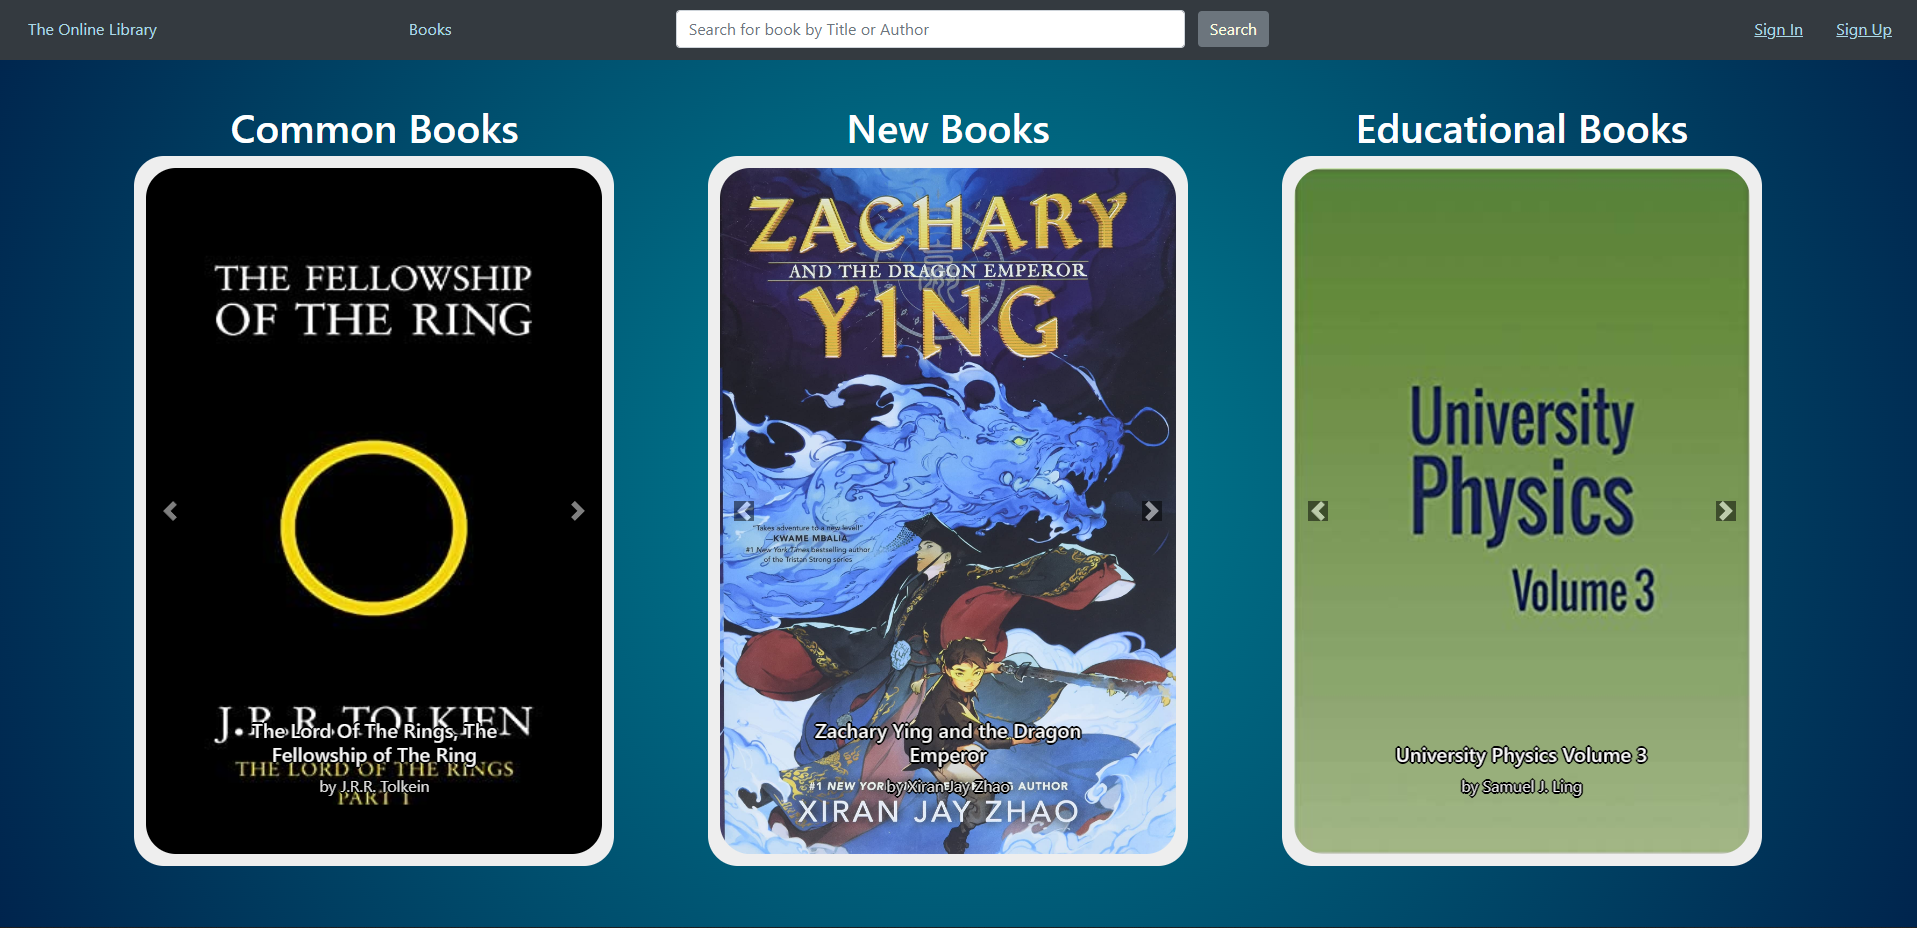 The Online Library
Books
Search for book by Title or Author
Search
Sign In
Sign Up
Common Books
THE FELLOWSHIP
OF THE RING
J.R.R. TOLKIEN
The Lord Of The Rings, The
Fellowship of The Ring
THE LORD OF THE RINGS
by J.R.R. Tolkein
PART 1
New Books
ZACHARY
AND THE DRAGON EMPEROR
YING
"Takes adventure to a new level!"
—KWAME MBALIA,
#1 New York Times bestselling author
of the Tristan Strong series
Zachary Ying and the Dragon
Emperor
#1 NEW YOR AUTHOR
by Xiran Jay Zhao
XIRAN JAY ZHAO
Educational Books
University
Physics
Volume 3
University Physics Volume 3
by Samuel J. Ling